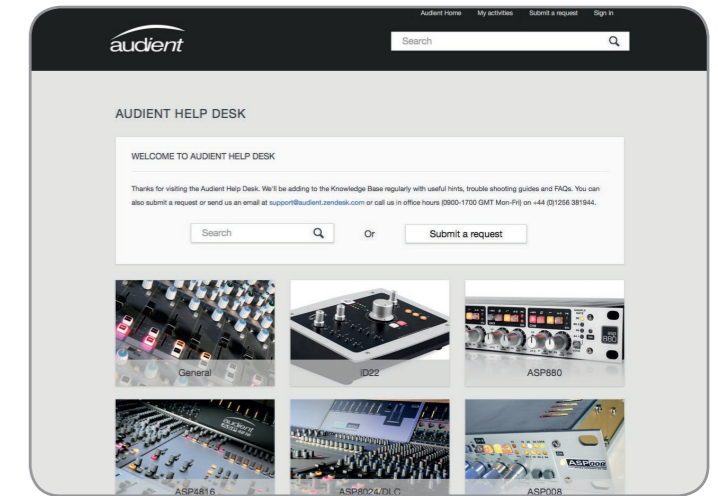 Audient Home My activities Submit a request Sign in
audient
Search
AUDIENT HELP DESK
WELCOME TO AUDIENT HELP DESK
Thanks for visiting the Audient Help Desk. We'll be adding to the Knowledge Base regularly with useful hints, trouble shooting guides and FAQs. You can
also submit a request or send us an email at support@audient.zendesk.com or call us in office hours (0900-1700 GMT Mon-Fri) on +44 (0)1256 381944.
Search Or Submit a request
General iD22 ASP880
ASP4816 ASP8024/DLC ASP008